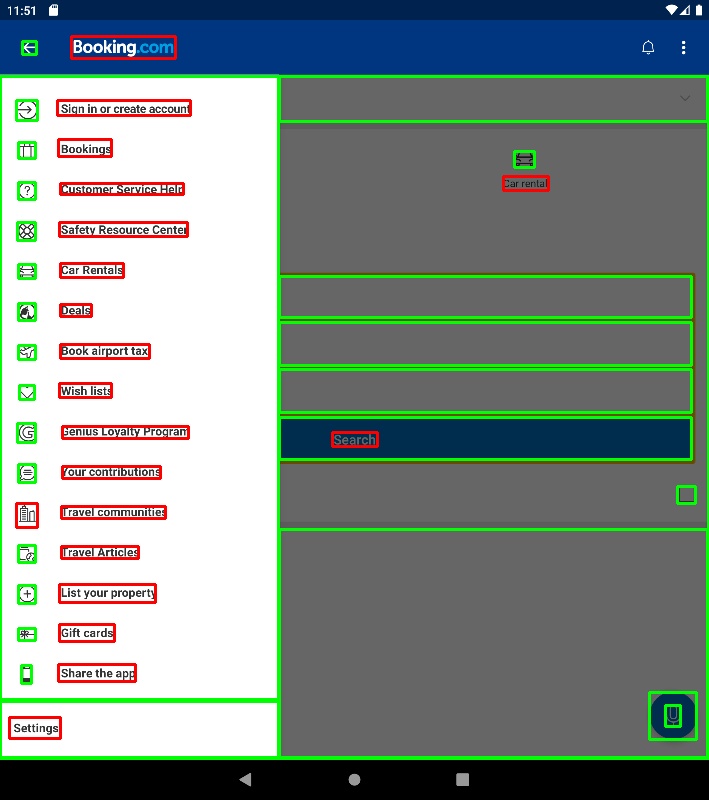 11:51
Booking.com
Sign in or create account
Bookings
Car rental
Customer Service Help
Safety Resource Center
Car Rentals
Deals
Book airport tax
Wish lists
Genius Loyalty Program
Search
Your contributions
Travel communities
Travel Articles
List your property
Gift cards
Share the app
Settings